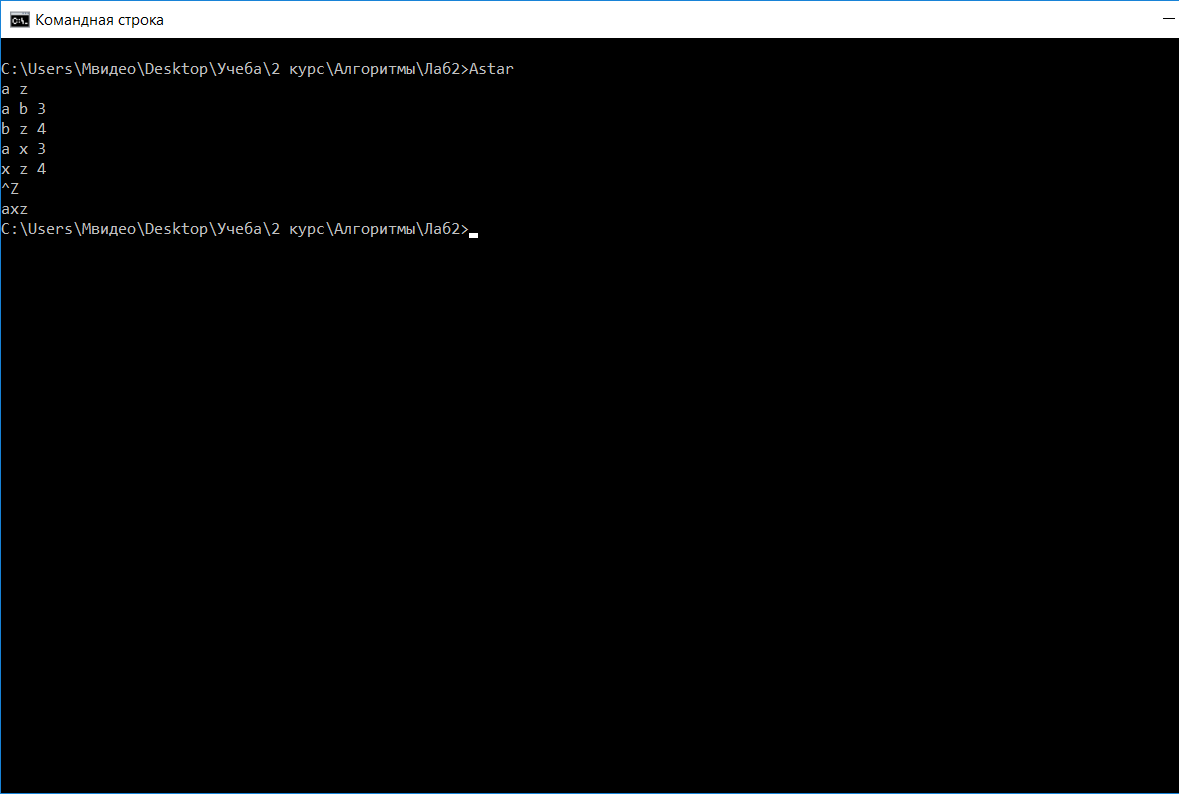 Командная строка
C:\Users\Мвидео\Desktop\Учеба\2 курс\Алгоритмы\Лаб2>Astar
a z
a b 3
b z 4
a x 3
x z 4
^Z
axz
C:\Users\Мвидео\Desktop\Учеба\2 курс\Алгоритмы\Лаб2>